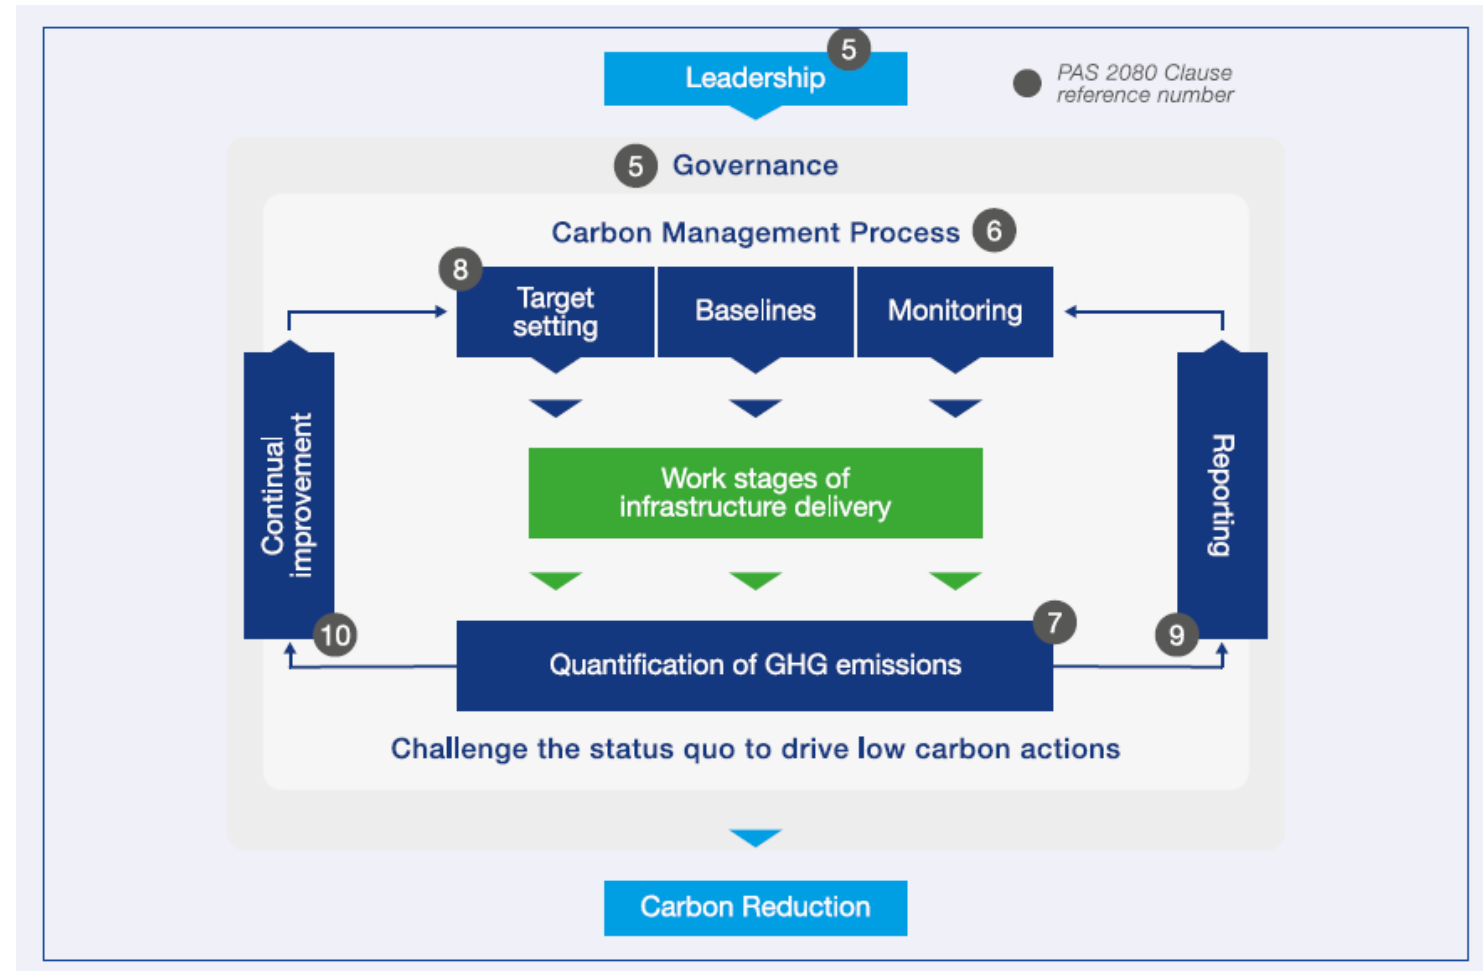 5
Leadership
PAS 2080 Clause
reference number
5 Governance
Carbon Management Process 6
8
Target
setting
Baselines
Monitoring
Continual
improvement
Work stages of
infrastructure delivery
Reporting
10
7
9
Quantification of GHG emissions
Challenge the status quo to drive low carbon actions
Carbon Reduction